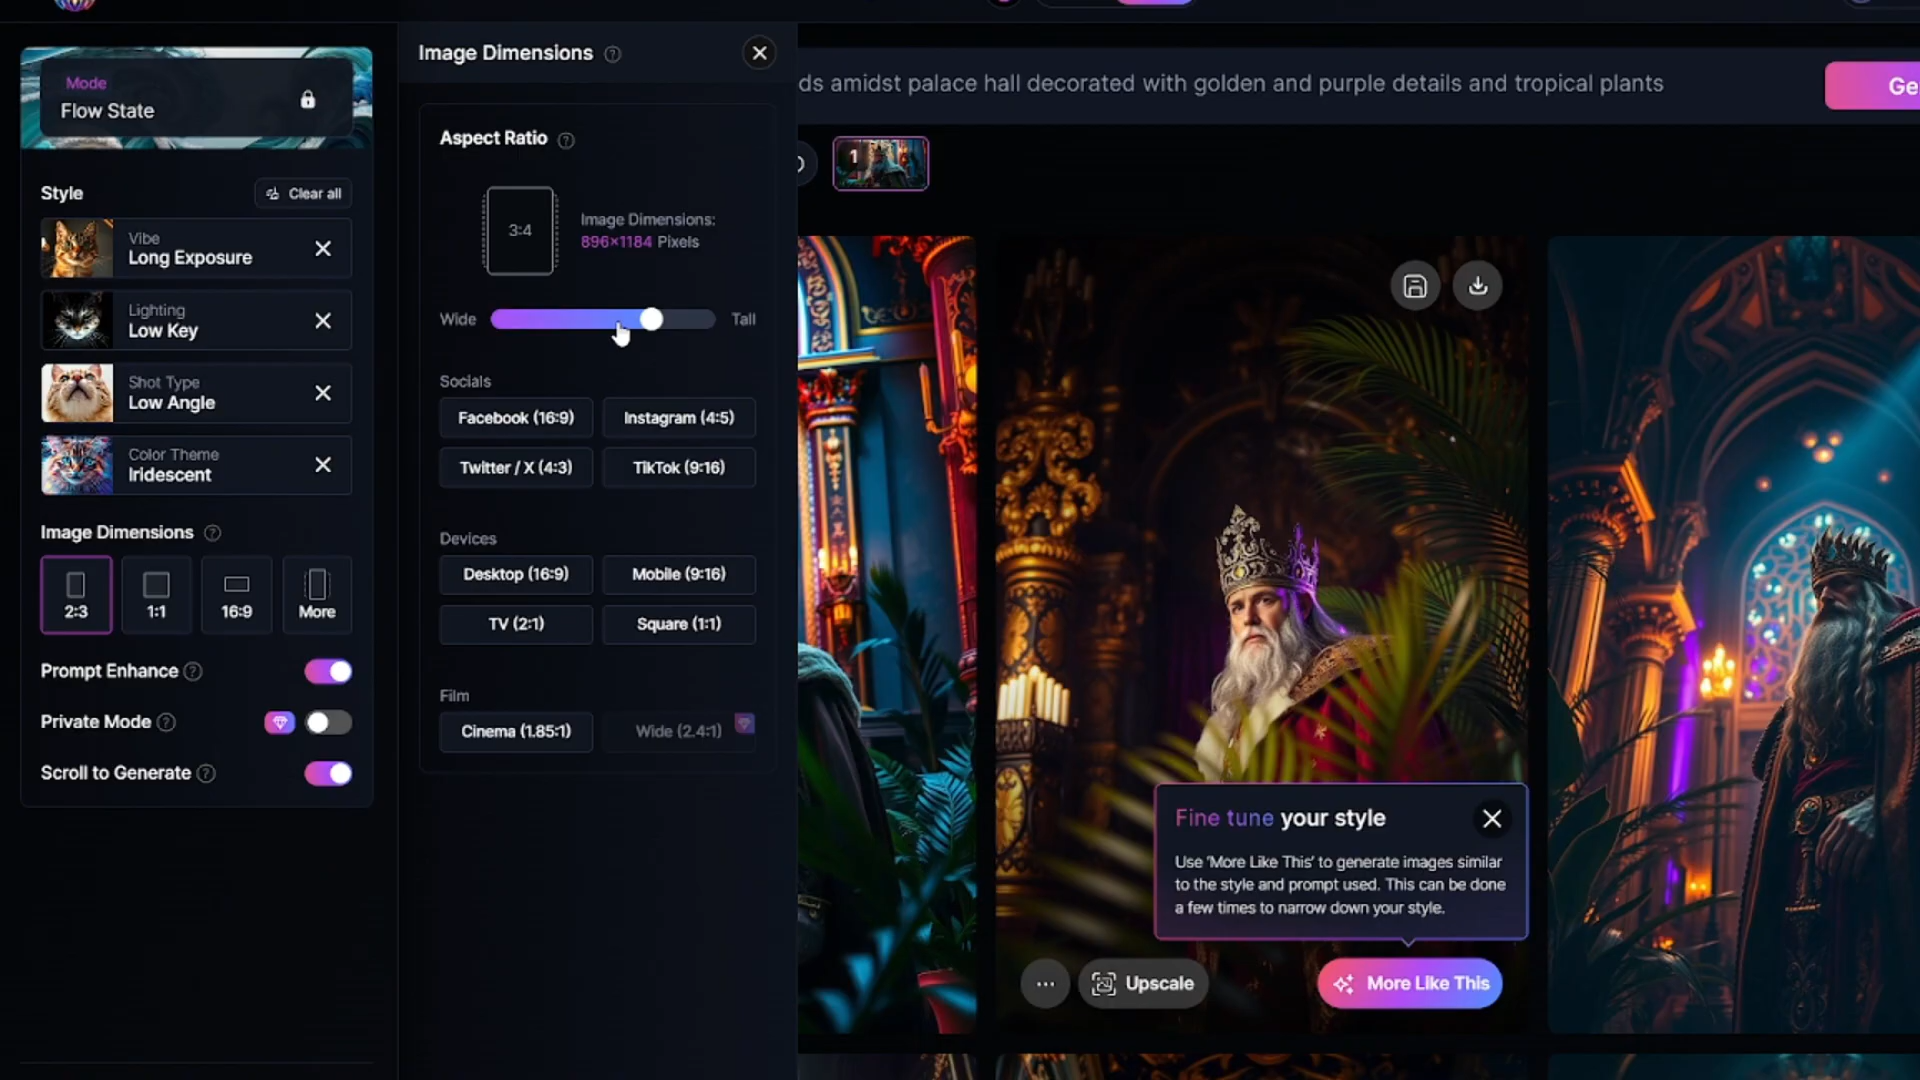 Mode
Flow State
Style
Clear all
Vibe
Long Exposure
Lighting
Low Key
Shot Type
Low Angle
Color Theme
Iridescent
Image Dimensions
2:3
1:1
16:9
More
Prompt Enhance
Private Mode
Scroll to Generate
Image Dimensions
Aspect Ratio
3:4
Image Dimensions:
896×1184 Pixels
Wide
Tall
Socials
Facebook (16:9)
Instagram (4:5)
Twitter / X (4:3)
TikTok (9:16)
Devices
Desktop (16:9)
Mobile (9:16)
TV (2:1)
Square (1:1)
Film
Cinema (1.85:1)
Wide (2.4:1)
ds amidst palace hall decorated with golden and purple details and tropical plants
Ge
1
Fine tune your style
Use 'More Like This' to generate images similar
to the style and prompt used. This can be done
a few times to narrow down your style.
Upscale
More Like This